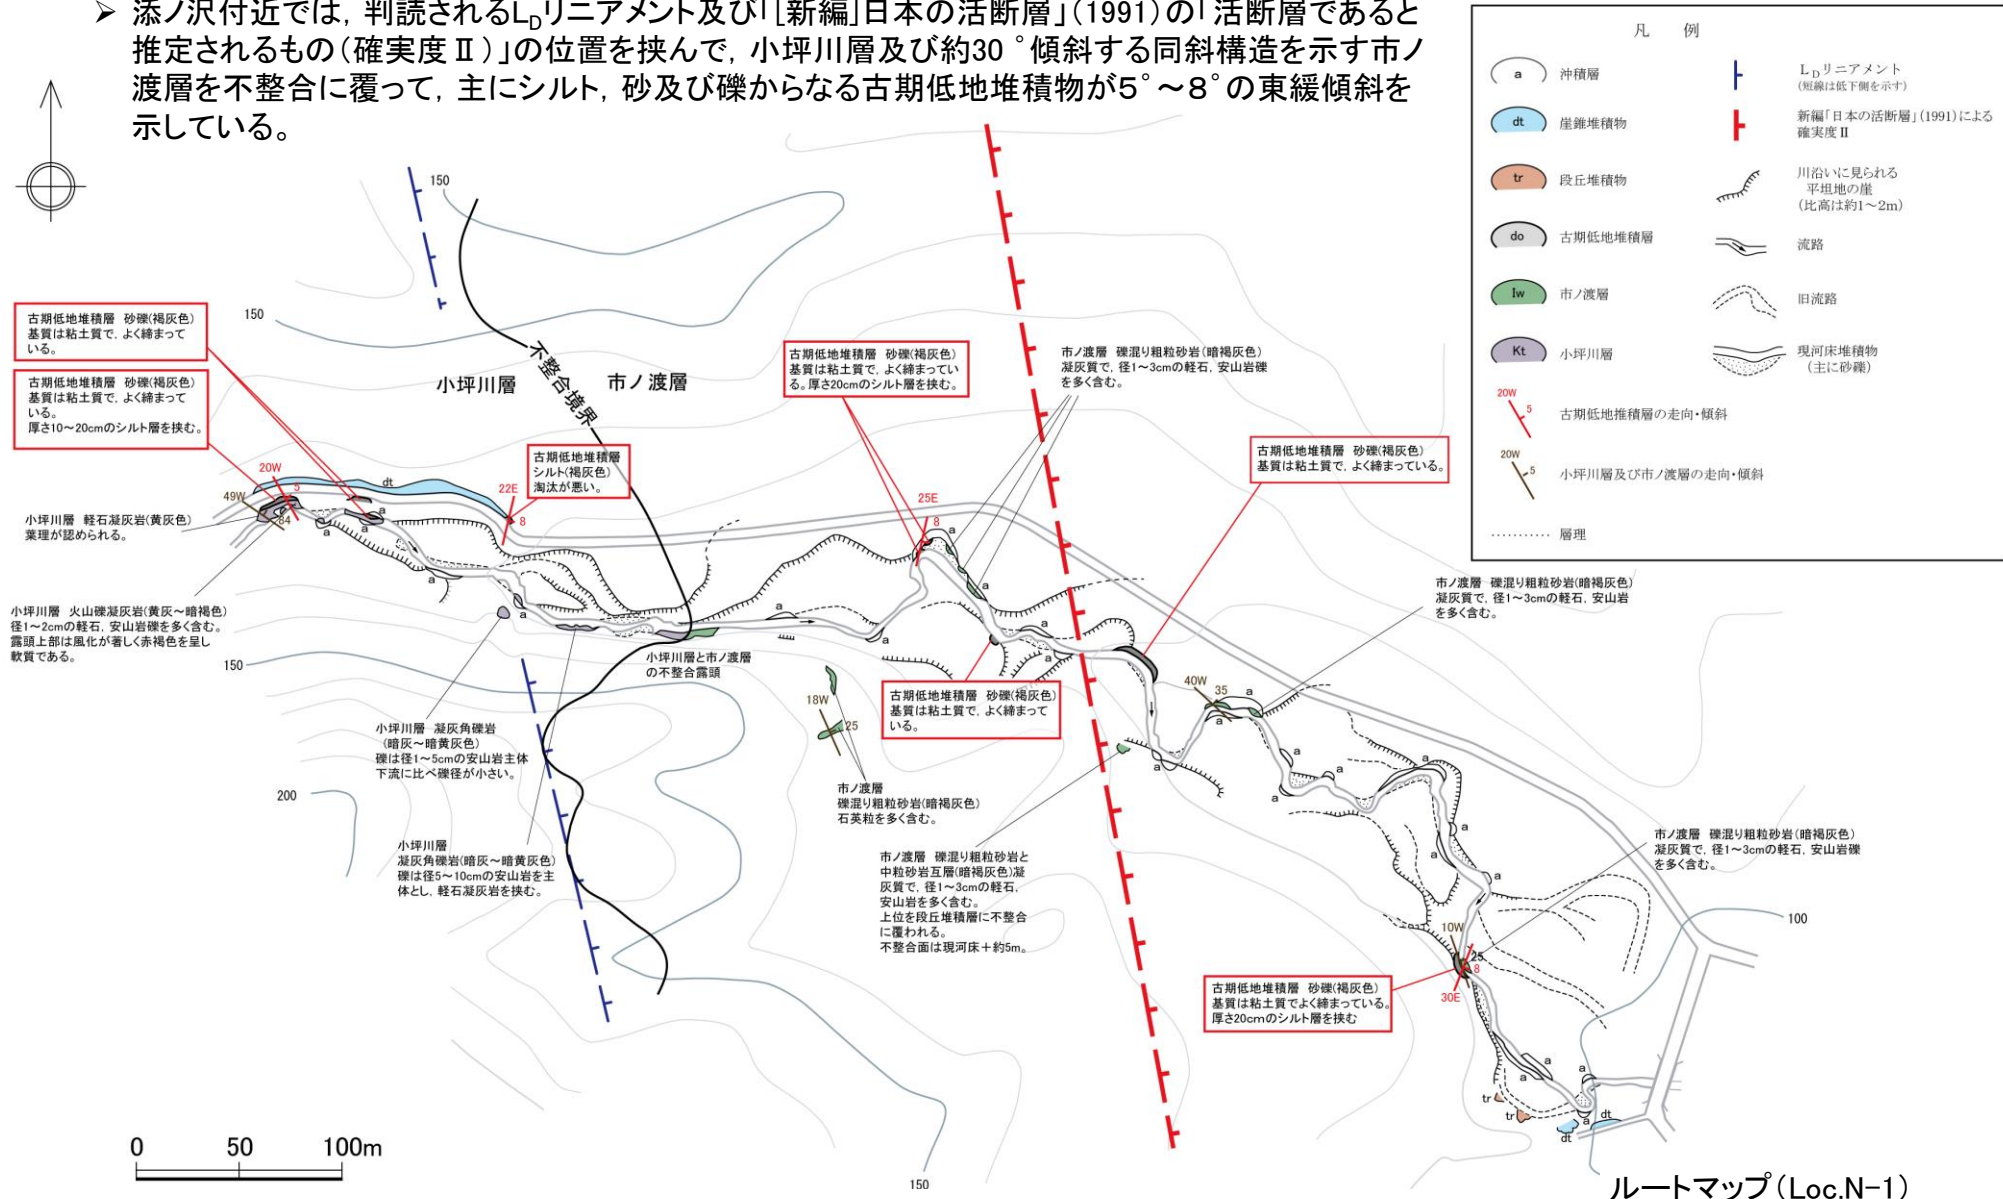 ➢ 添ノ沢付近では，判読されるLDリニアメント及び「[新編]日本の活断層」(1991)の「活断層であると
推定されるもの(確実度Ⅱ)」の位置を挟んで，小坪川層及び約30°傾斜する同斜構造を示す市ノ
渡層を不整合に覆って，主にシルト，砂及び礫からなる古期低地堆積物が5°～8°の東緩傾斜を
示している。
凡　例
a 沖積層
dt 崖錐堆積物
tr 段丘堆積物
do 古期低地堆積層
Iw 市ノ渡層
Kt 小坪川層
20W 5 古期低地推積層の走向・傾斜
20W 5 小坪川層及び市ノ渡層の走向・傾斜
層理
LDリニアメント
(短線は低下側を示す)
新編「日本の活断層」(1991)による
確実度Ⅱ
川沿いに見られる
平坦地の崖
(比高は約1～2m)
流路
旧流路
現河床堆積物
(主に砂礫)
150
150
古期低地堆積層 砂礫(褐灰色)
基質は粘土質で，よく締まって
いる。
古期低地堆積層 砂礫(褐灰色)
基質は粘土質で，よく締まって
いる。
厚さ10～20cmのシルト層を挟む。
小坪川層
不整合境界
市ノ渡層
古期低地堆積層 砂礫(褐灰色)
基質は粘土質で，よく締まってい
る。厚さ20cmのシルト層を挟む。
市ノ渡層 礫混り粗粒砂岩(暗褐灰色)
凝灰質で，径1～3cmの軽石，安山岩礫
を多く含む。
古期低地堆積層
シルト(褐灰色)
淘汰が悪い。
古期低地堆積層 砂礫(褐灰色)
基質は粘土質で，よく締まっている。
20W
5
dt
22E
8
25E
8
49W
84
小坪川層 軽石凝灰岩(黄灰色)
葉理が認められる。
a
a
a
a
a
a
a
a
a
a
a
小坪川層 火山礫凝灰岩(黄灰～暗褐色)
径1～2cmの軽石，安山岩礫を多く含む。
露頭上部は風化が著しく赤褐色を呈し
軟質である。
150
小坪川層と市ノ渡層
の不整合露頭
市ノ渡層 礫混り粗粒砂岩(暗褐灰色)
凝灰質で，径1～3cmの軽石，安山岩
を多く含む。
古期低地堆積層 砂礫(褐灰色)
基質は粘土質で，よく締まって
いる。
18W
25
40W
35
a
a
a
小坪川層 凝灰角礫岩
(暗灰～暗黄灰色)
礫は径1～5cmの安山岩主体
下流に比べ礫径が小さい。
200
市ノ渡層
礫混り粗粒砂岩(暗褐灰色)
石英粒を多く含む。
a
a
a
a
a
a
a
小坪川層
凝灰角礫岩(暗灰～暗黄灰色)
礫は径5～10cmの安山岩を主
体とし，軽石凝灰岩を挟む。
市ノ渡層 礫混り粗粒砂岩と
中粒砂岩互層(暗褐灰色)凝
灰質で，径1～3cmの軽石，
安山岩を多く含む。
上位を段丘堆積層に不整合
に覆われる。
不整合面は現河床＋約5m。
市ノ渡層 礫混り粗粒砂岩(暗褐灰色)
凝灰質で，径1～3cmの軽石，安山岩礫
を多く含む。
100
10W
25
8
30E
古期低地堆積層 砂礫(褐灰色)
基質は粘土質でよく締まっている。
厚さ20cmのシルト層を挟む
a
a
a
a
a
tr
tr
dt
dt
0 50 100m
150
ルートマップ(Loc.N-1)